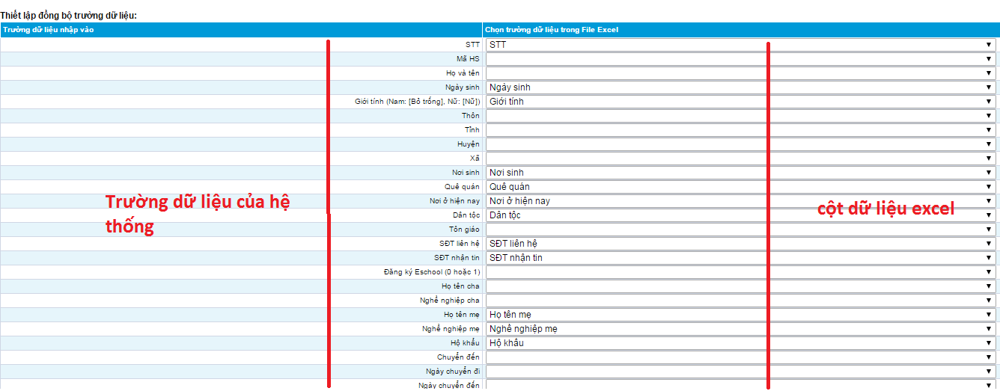 Thiết lập đồng bộ trường dữ liệu:
Trường dữ liệu nhập vào Chọn trường dữ liệu trong File Excel
STT STT
Mã HS
Họ và tên
Ngày sinh Ngày sinh
Giới tính (Nam: [Bỏ trống], Nữ: [Nữ]) Giới tính
Thôn
Tỉnh
Huyện
Xã
Nơi sinh Nơi sinh
Quê quán Quê quán
Nơi ở hiện nay Nơi ở hiện nay
Dân tộc Dân tộc
Tôn giáo
SĐT liên hệ SĐT liên hệ
SĐT nhận tin SĐT nhận tin
Đăng ký Eschool (0 hoặc 1)
Họ tên cha
Nghề nghiệp cha
Họ tên mẹ Họ tên mẹ
Nghề nghiệp mẹ Nghề nghiệp mẹ
Hộ khẩu Hộ khẩu
Chuyển đến
Ngày chuyển đi
Ngày chuyển đến
Trường dữ liệu của hệ
thống
cột dữ liệu excel